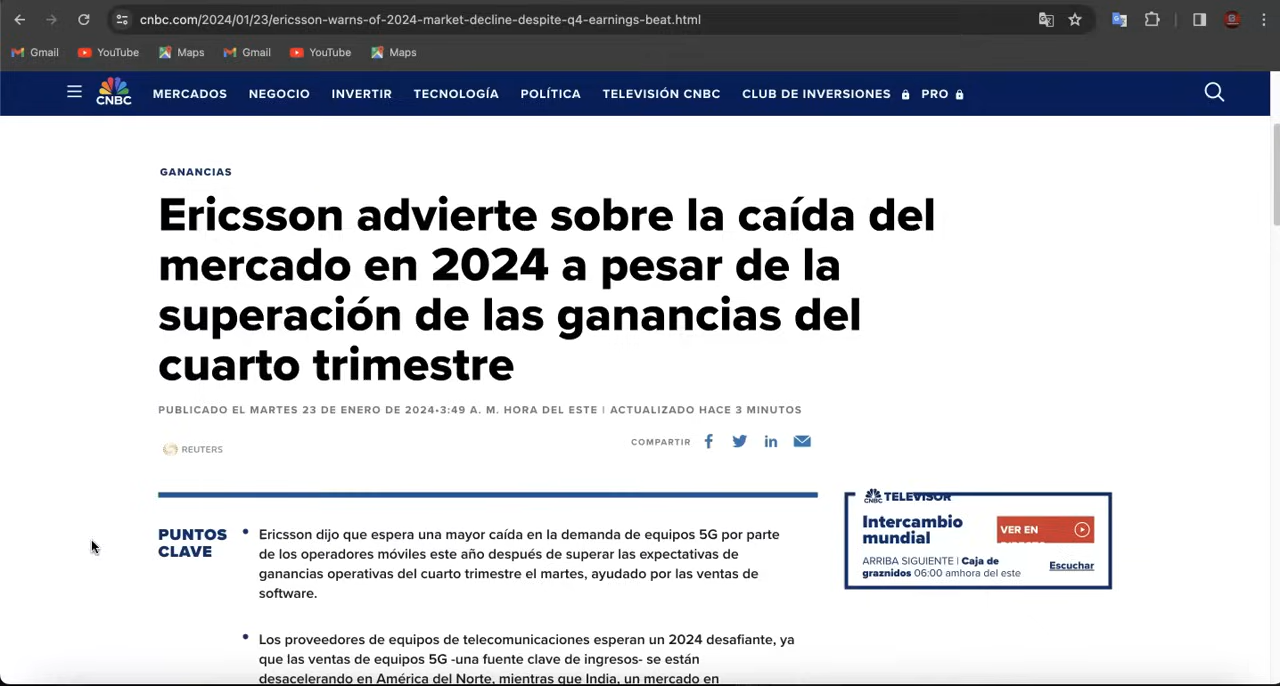 cnbc.com/2024/01/23/ericsson-warns-of-2024-market-decline-despite-q4-earnings-beat.html
Gmail YouTube Maps Gmail YouTube Maps
CNBC MERCADOS NEGOCIO INVERTIR TECNOLOGÍA POLÍTICA TELEVISIÓN CNBC CLUB DE INVERSIONES PRO
GANANCIAS
Ericsson advierte sobre la caída del
mercado en 2024 a pesar de la
superación de las ganancias del
cuarto trimestre
PUBLICADO EL MARTES 23 DE ENERO DE 2024•3:49 A. M. HORA DEL ESTE | ACTUALIZADO HACE 3 MINUTOS
REUTERS
COMPARTIR
PUNTOS
CLAVE
Ericsson dijo que espera una mayor caída en la demanda de equipos 5G por parte
de los operadores móviles este año después de superar las expectativas de
ganancias operativas del cuarto trimestre el martes, ayudado por las ventas de
software.
Los proveedores de equipos de telecomunicaciones esperan un 2024 desafiante, ya
que las ventas de equipos 5G -una fuente clave de ingresos- se están
desacelerando en América del Norte, mientras que India, un mercado en
CNBC TELEVISOR
Intercambio
mundial
VER EN
ARRIBA SIGUIENTE | Caja de
graznidos 06:00 amhora del este
Escuchar